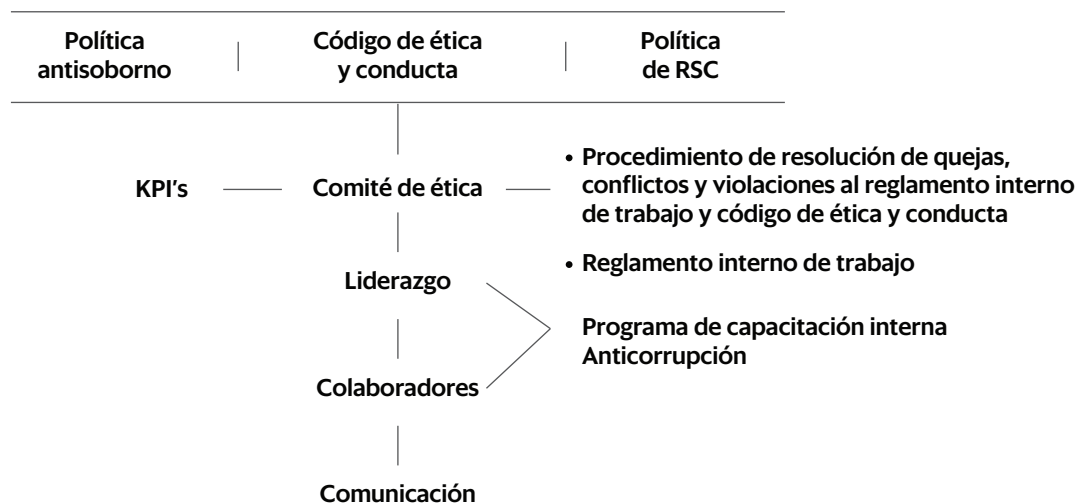 Política
antisoborno
Código de ética
y conducta
Política
de RSC
KPI's
Comité de ética
• Procedimiento de resolución de quejas,
conflictos y violaciones al reglamento interno
de trabajo y código de ética y conducta
• Reglamento interno de trabajo
Liderazgo
Programa de capacitación interna
Anticorrupción
Colaboradores
Comunicación